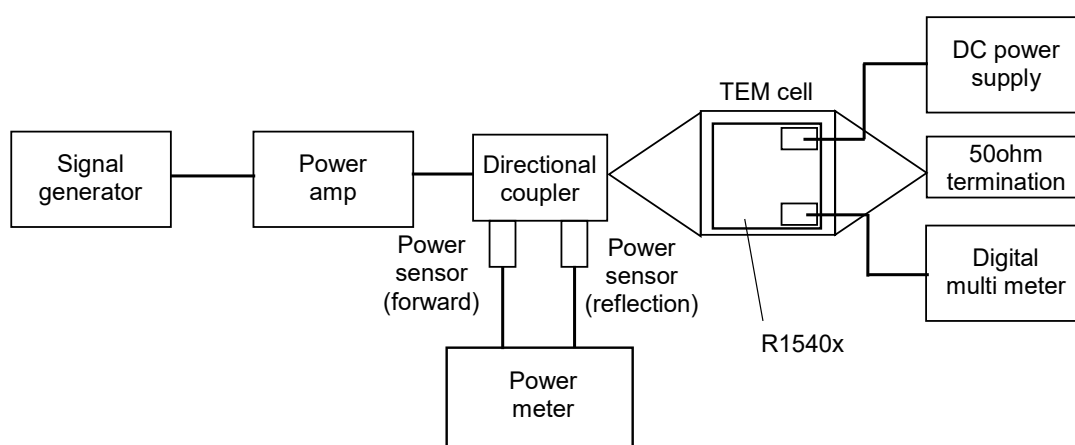 Signal
generator
Power
amp
Directional
coupler
Power
sensor
(forward)
Power
sensor
(reflection)
Power
meter
TEM cell
R1540x
DC power
supply
50ohm
termination
Digital
multi meter